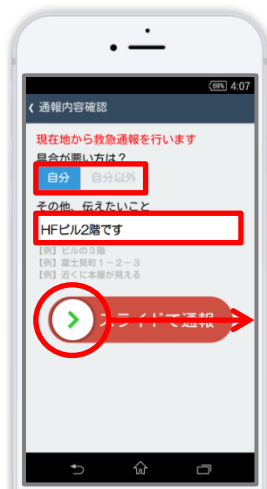 69% 4:07
通報内容確認
現在地から救急通報を行います
具合が悪い方は？
自分 自分以外
その他、伝えたいこと
HFビル2階です
【例】ビルの３階
【例】富士見町１－２－３
【例】近くに本屋が見える
スライドで通報